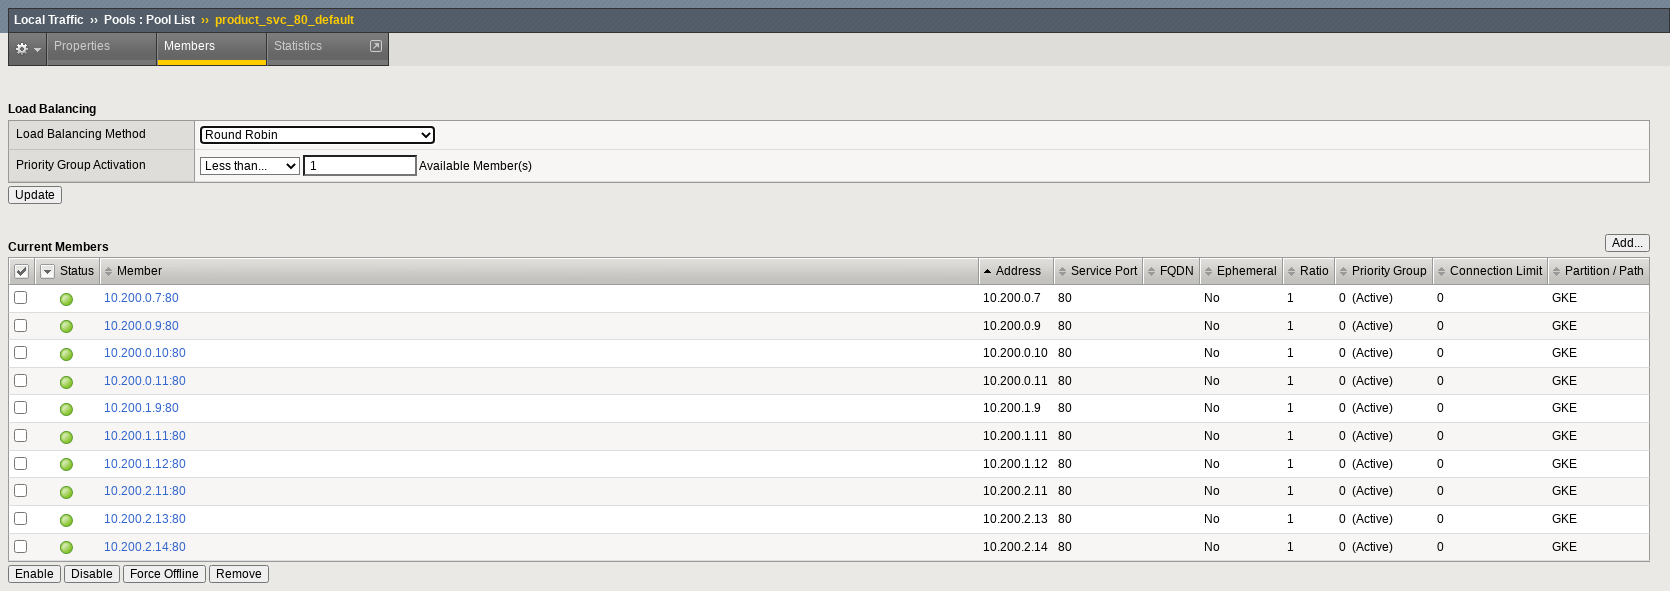 Local Traffic ›› Pools : Pool List ›› product_svc_80_default
Properties Members Statistics
Load Balancing
Load Balancing Method Round Robin
Priority Group Activation Less than... 1 Available Member(s)
Update
Add...
Current Members
Status Member Address Service Port FQDN Ephemeral Ratio Priority Group Connection Limit Partition / Path
10.200.0.7:80 10.200.0.7 80 No 1 0 (Active) 0 GKE
10.200.0.9:80 10.200.0.9 80 No 1 0 (Active) 0 GKE
10.200.0.10:80 10.200.0.10 80 No 1 0 (Active) 0 GKE
10.200.0.11:80 10.200.0.11 80 No 1 0 (Active) 0 GKE
10.200.1.9:80 10.200.1.9 80 No 1 0 (Active) 0 GKE
10.200.1.11:80 10.200.1.11 80 No 1 0 (Active) 0 GKE
10.200.1.12:80 10.200.1.12 80 No 1 0 (Active) 0 GKE
10.200.2.11:80 10.200.2.11 80 No 1 0 (Active) 0 GKE
10.200.2.13:80 10.200.2.13 80 No 1 0 (Active) 0 GKE
10.200.2.14:80 10.200.2.14 80 No 1 0 (Active) 0 GKE
Enable Disable Force Offline Remove